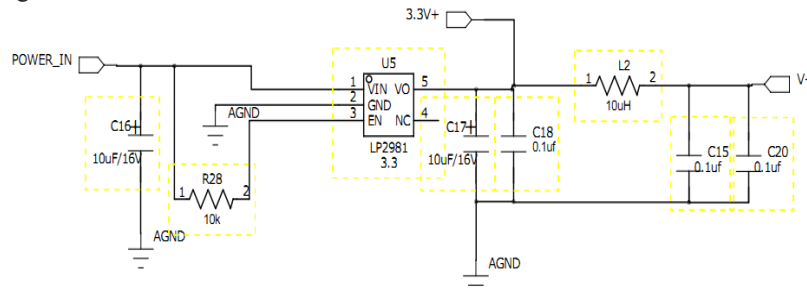 3.3V+
POWER_IN
U5
L2
1 VIN VO 5
2 GND
3 EN NC 4
AGND
LP2981
3.3
1 2
10uH
V+
C16
10uF/16V
R28
1 2
10k
AGND
C17
10uF/16V
C18
0.1uf
C15
0.1uf
C20
0.1uf
AGND